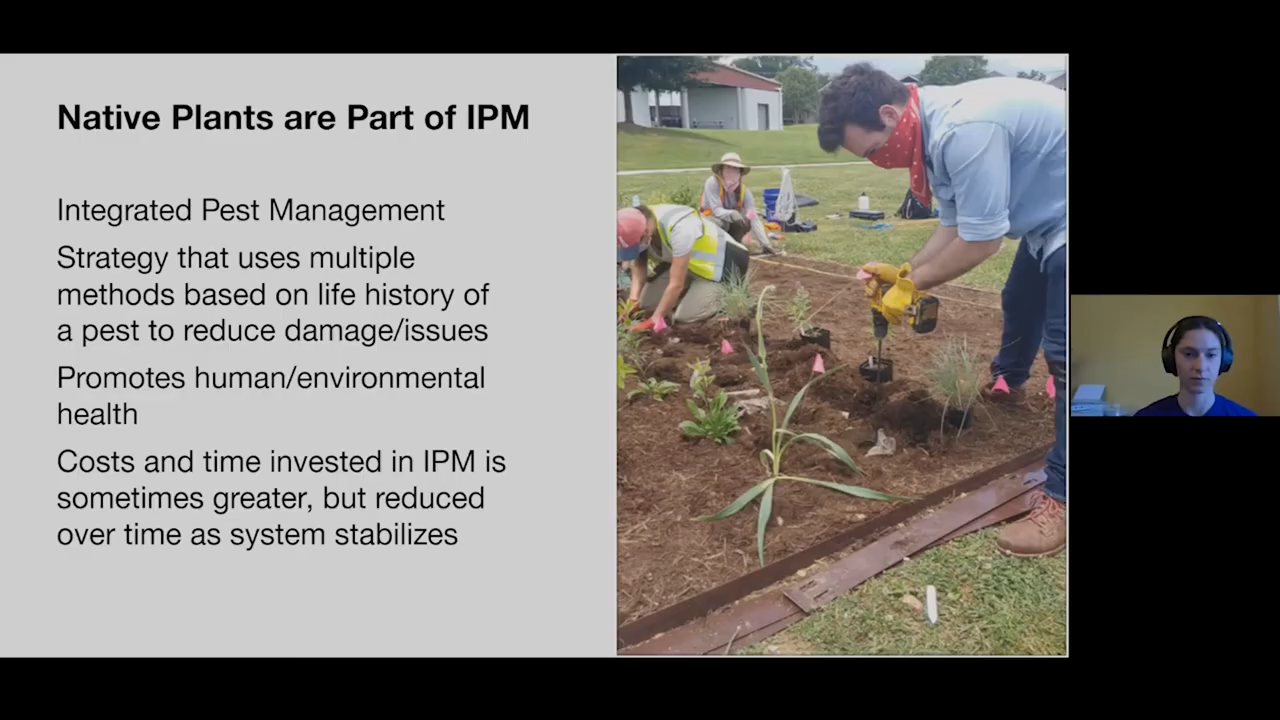 Native Plants are Part of IPM
Integrated Pest Management
Strategy that uses multiple
methods based on life history of
a pest to reduce damage/issues
Promotes human/environmental
health
Costs and time invested in IPM is
sometimes greater, but reduced
over time as system stabilizes